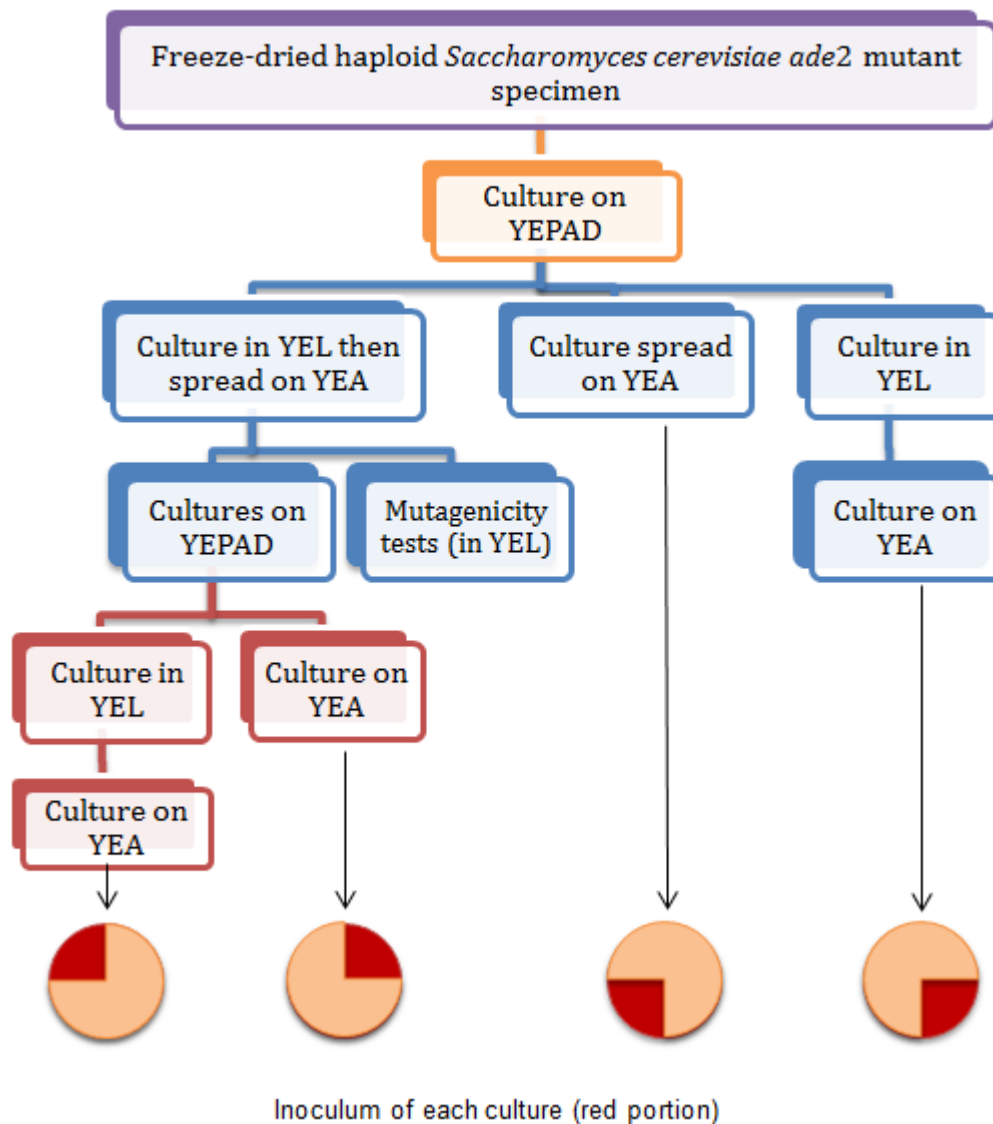 Freeze-dried haploid Saccharomyces cerevisiae ade2 mutant
specimen
Culture on
YEPAD
Culture in YEL then
spread on YEA
Culture spread
on YEA
Culture in
YEL
Cultures on
YEPAD
Mutagenicity
tests (in YEL)
Culture on
YEA
Culture in
YEL
Culture on
YEA
Culture on
YEA
Inoculum of each culture (red portion)